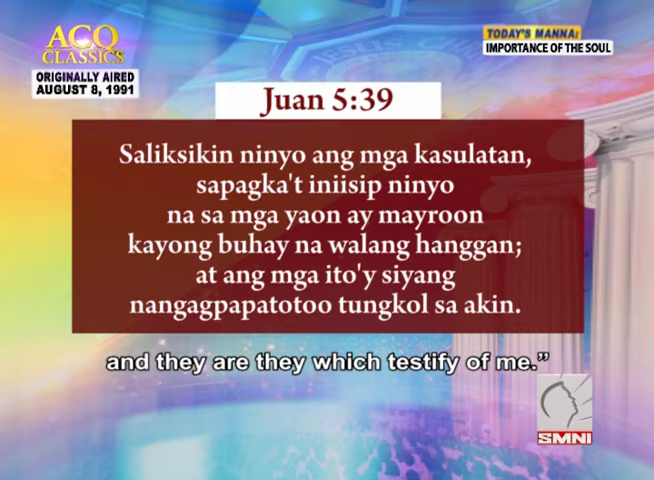 ACQ
CLASSICS
ORIGINALLY AIRED
AUGUST 8, 1991
TODAY'S MANNA:
IMPORTANCE OF THE SOUL
Juan 5:39
Saliksikin ninyo ang mga kasulatan,
sapagka't iniisip ninyo
na sa mga yaon ay mayroon
kayong buhay na walang hanggan;
at ang mga ito'y siyang
nangagpapatotoo tungkol sa akin.
and they are they which testify of me.”
SMNI